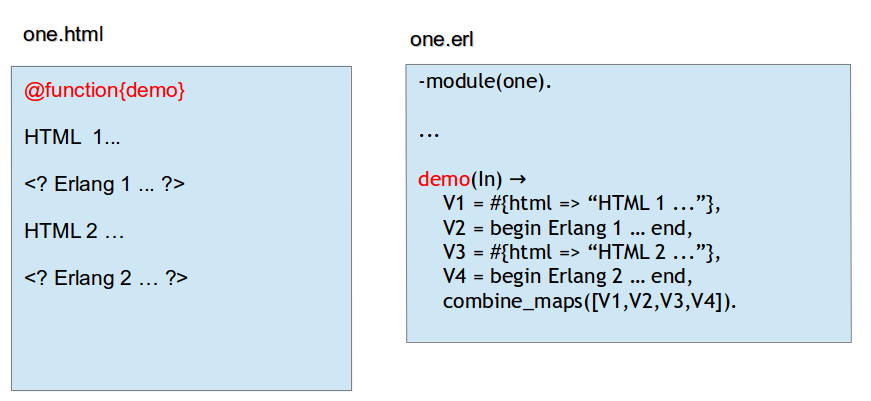 one.html
@function{demo}
HTML  1...
<? Erlang 1 ... ?>
HTML 2 …
<? Erlang 2 … ?>
one.erl
-module(one).
...
demo(In) →
V1 = #{html => “HTML 1 ...”},
V2 = begin Erlang 1 … end,
V3 = #{html => “HTML 2 ...”},
V4 = begin Erlang 2 … end,
combine_maps([V1,V2,V3,V4]).